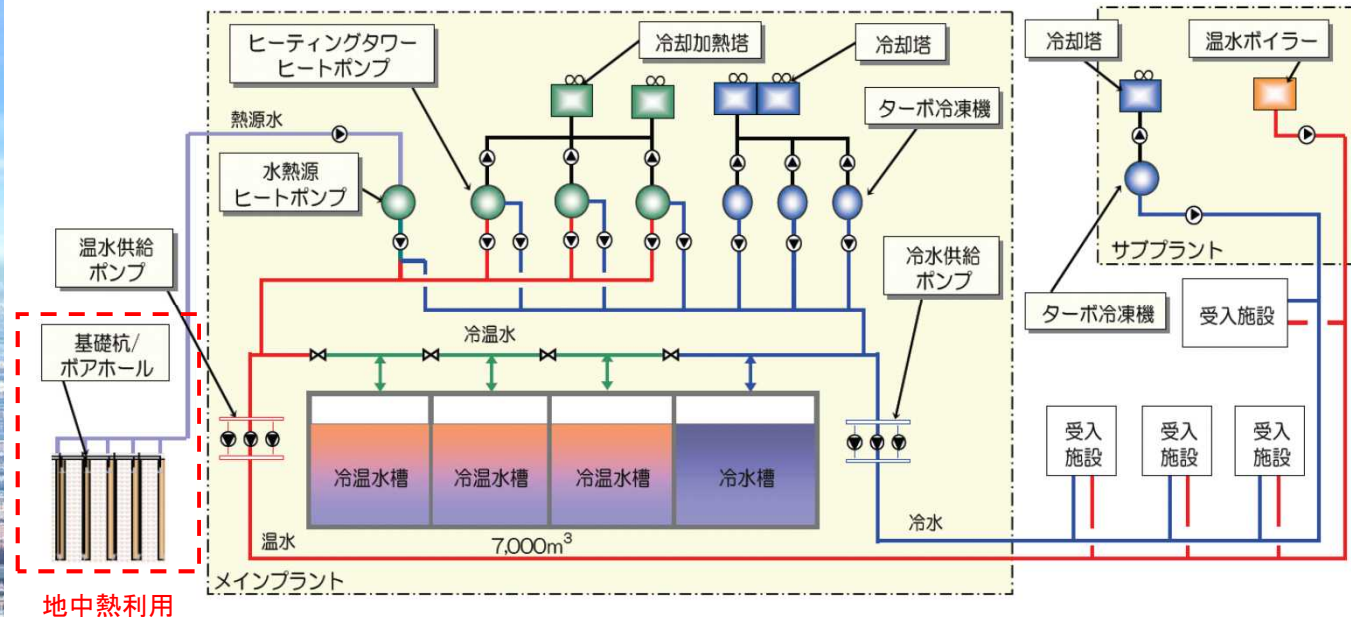 ヒーティングタワー
ヒートポンプ
冷却加熱塔
冷却塔
冷却塔
温水ボイラー
熱源水
ターボ冷凍機
水熱源
ヒートポンプ
温水供給
ポンプ
冷水供給
ポンプ
サブプラント
ターボ冷凍機
受入施設
基礎杭/
ボアホール
冷温水
受入
施設
受入
施設
受入
施設
冷温水槽
冷温水槽
冷温水槽
冷水槽
冷水
温水
7,000m³
メインプラント
地中熱利用